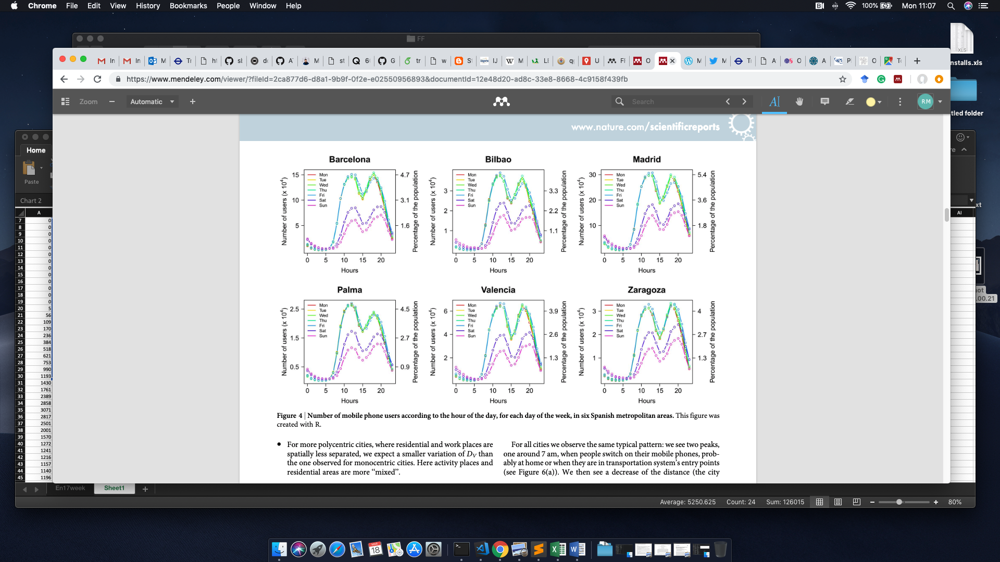 Chrome File Edit View History Bookmarks People Window Help
100% Mon 11:07
FF
XLS
nstalls.xls
https://www.mendeley.com/viewer/?fileId=2ca877d6-d8a1-9b9f-0f2e-e02550956893&documentId=12e48d20-ad8c-33e8-8668-4c9158f439fb
Zoom − Automatic + Search RM
tled folder
www.nature.com/scientificreports
Home
Paste
Chart 2
A
7 0
8 0
9 0
10 0
11 0
12 0
13 0
14 0
15 0
16 0
17 0
18 0
19 0
20 5
21 56
22 109
23 170
24 236
25 384
26 518
27 621
28 753
29 990
30 1193
31 1430
32 1761
33 2389
34 2858
35 3071
36 2817
37 2501
38 2001
39 1570
40 1272
41 1241
42 1216
43 1157
44 1140
45 1196
Barcelona
Number of users (x 10⁴)
15
10
5
Mon
Tue
Wed
Thu
Fri
Sat
Sun
4.7
3.1
1.6
Percentage of the population
0 5 10 15 20
Hours
Bilbao
Number of users (x 10⁴)
3
2
1
Mon
Tue
Wed
Thu
Fri
Sat
Sun
3.3
2.2
1.1
Percentage of the population
0 5 10 15 20
Hours
Madrid
Number of users (x 10⁴)
30
20
10
Mon
Tue
Wed
Thu
Fri
Sat
Sun
5.4
3.6
1.8
Percentage of the population
0 5 10 15 20
Hours
Palma
Number of users (x 10⁴)
2.5
1.5
0.5
Mon
Tue
Wed
Thu
Fri
Sat
Sun
4.5
2.7
0.9
Percentage of the population
0 5 10 15 20
Hours
Valencia
Number of users (x 10⁴)
6
4
2
Mon
Tue
Wed
Thu
Fri
Sat
Sun
3.9
2.6
1.3
Percentage of the population
0 5 10 15 20
Hours
Zaragoza
Number of users (x 10⁴)
3
2
1
Mon
Tue
Wed
Thu
Fri
Sat
Sun
4
2.7
1.3
Percentage of the population
0 5 10 15 20
Hours
Figure 4 | Number of mobile phone users according to the hour of the day, for each day of the week, in six Spanish metropolitan areas. This figure was
created with R.
• For more polycentric cities, where residential and work places are
spatially less separated, we expect a smaller variation of DV than
the one observed for monocentric cities. Here activity places and
residential areas are more “mixed”.
For all cities we observe the same typical pattern: we see two peaks,
one around 7 am, when people switch on their mobile phones, prob-
ably at home or when they are in transportation system's entry points
(see Figure 6(a)). We then see a decrease of the distance (the city
AI
xt
ot
.00.21
En17week Sheet1 +
Average: 5250.625 Count: 24 Sum: 126015 − + 80%
MAR
18